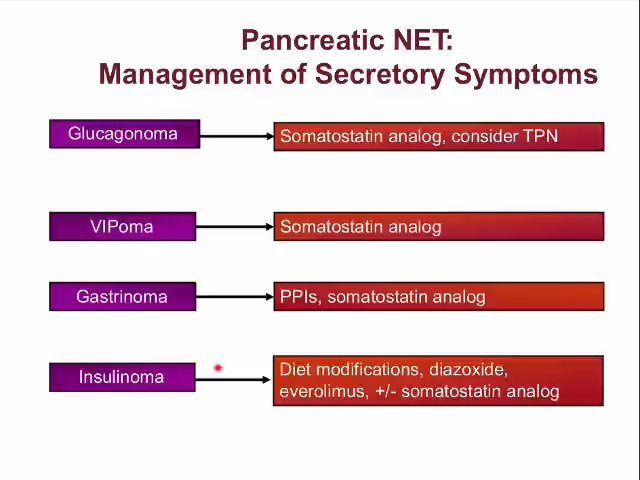 Pancreatic NET:
Management of Secretory Symptoms
Glucagonoma
Somatostatin analog, consider TPN
VIPoma
Somatostatin analog
Gastrinoma
PPIs, somatostatin analog
Insulinoma
Diet modifications, diazoxide,
everolimus, +/- somatostatin analog